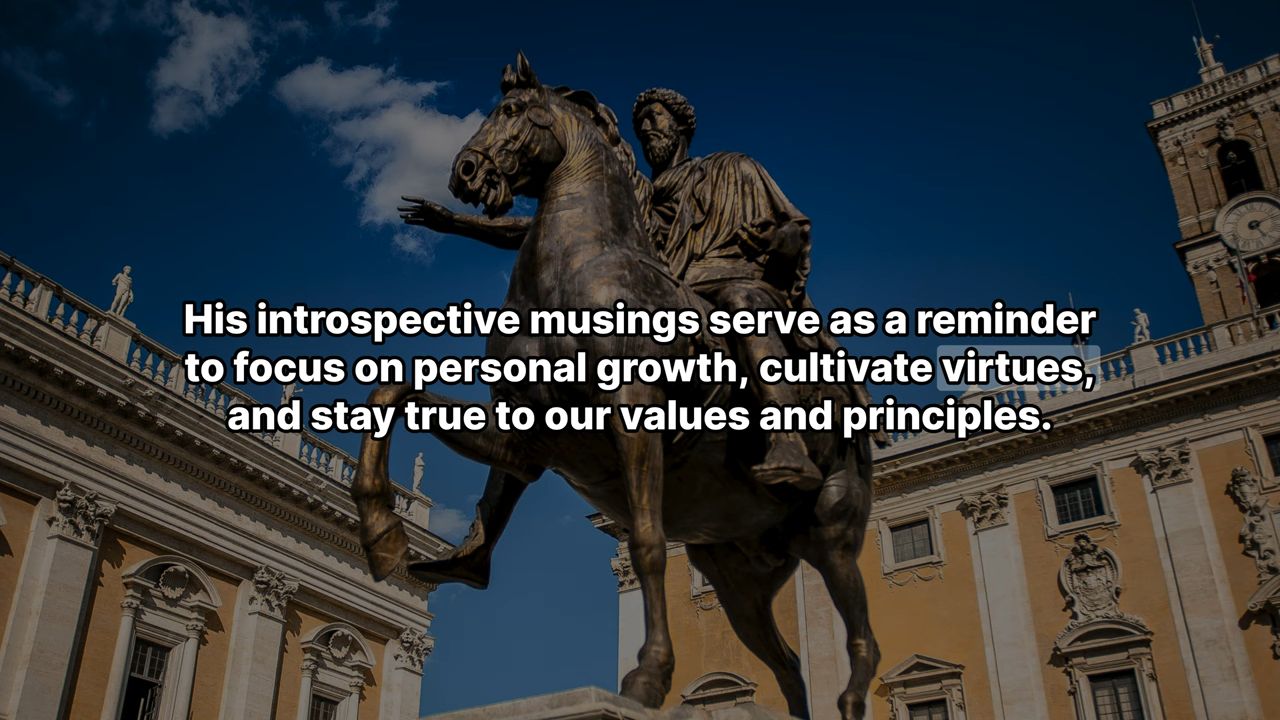 His introspective musings serve as a reminder
to focus on personal growth, cultivate virtues,
and stay true to our values and principles.